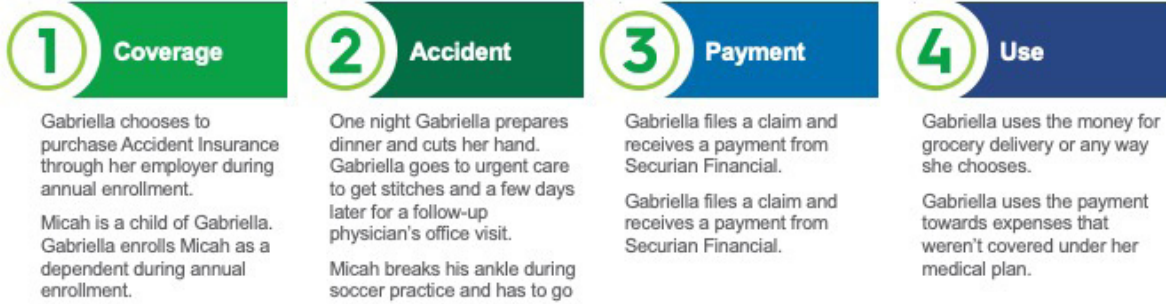 1 Coverage
Gabriella chooses to
purchase Accident Insurance
through her employer during
annual enrollment.
Micah is a child of Gabriella.
Gabriella enrolls Micah as a
dependent during annual
enrollment.
2 Accident
One night Gabriella prepares
dinner and cuts her hand.
Gabriella goes to urgent care
to get stitches and a few days
later for a follow-up
physician’s office visit.
Micah breaks his ankle during
soccer practice and has to go
3 Payment
Gabriella files a claim and
receives a payment from
Securian Financial.
Gabriella files a claim and
receives a payment from
Securian Financial.
4 Use
Gabriella uses the money for
grocery delivery or any way
she chooses.
Gabriella uses the payment
towards expenses that
weren’t covered under her
medical plan.